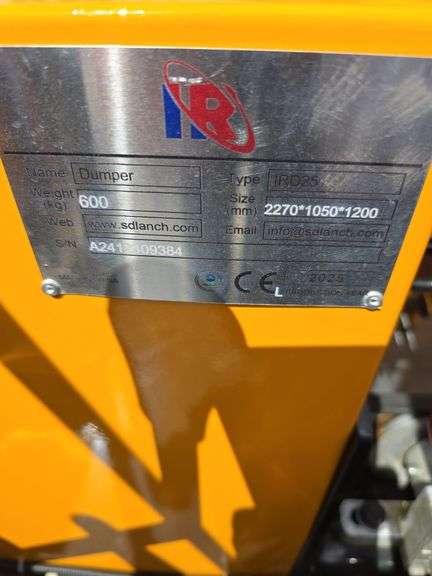 IR
Name Dumper Type IRD25
Weight (kg) 600 Size (mm) 2270*1050*1200
Web www.sdlanch.com Email info@sdlanch.com
S/N
CE 2025